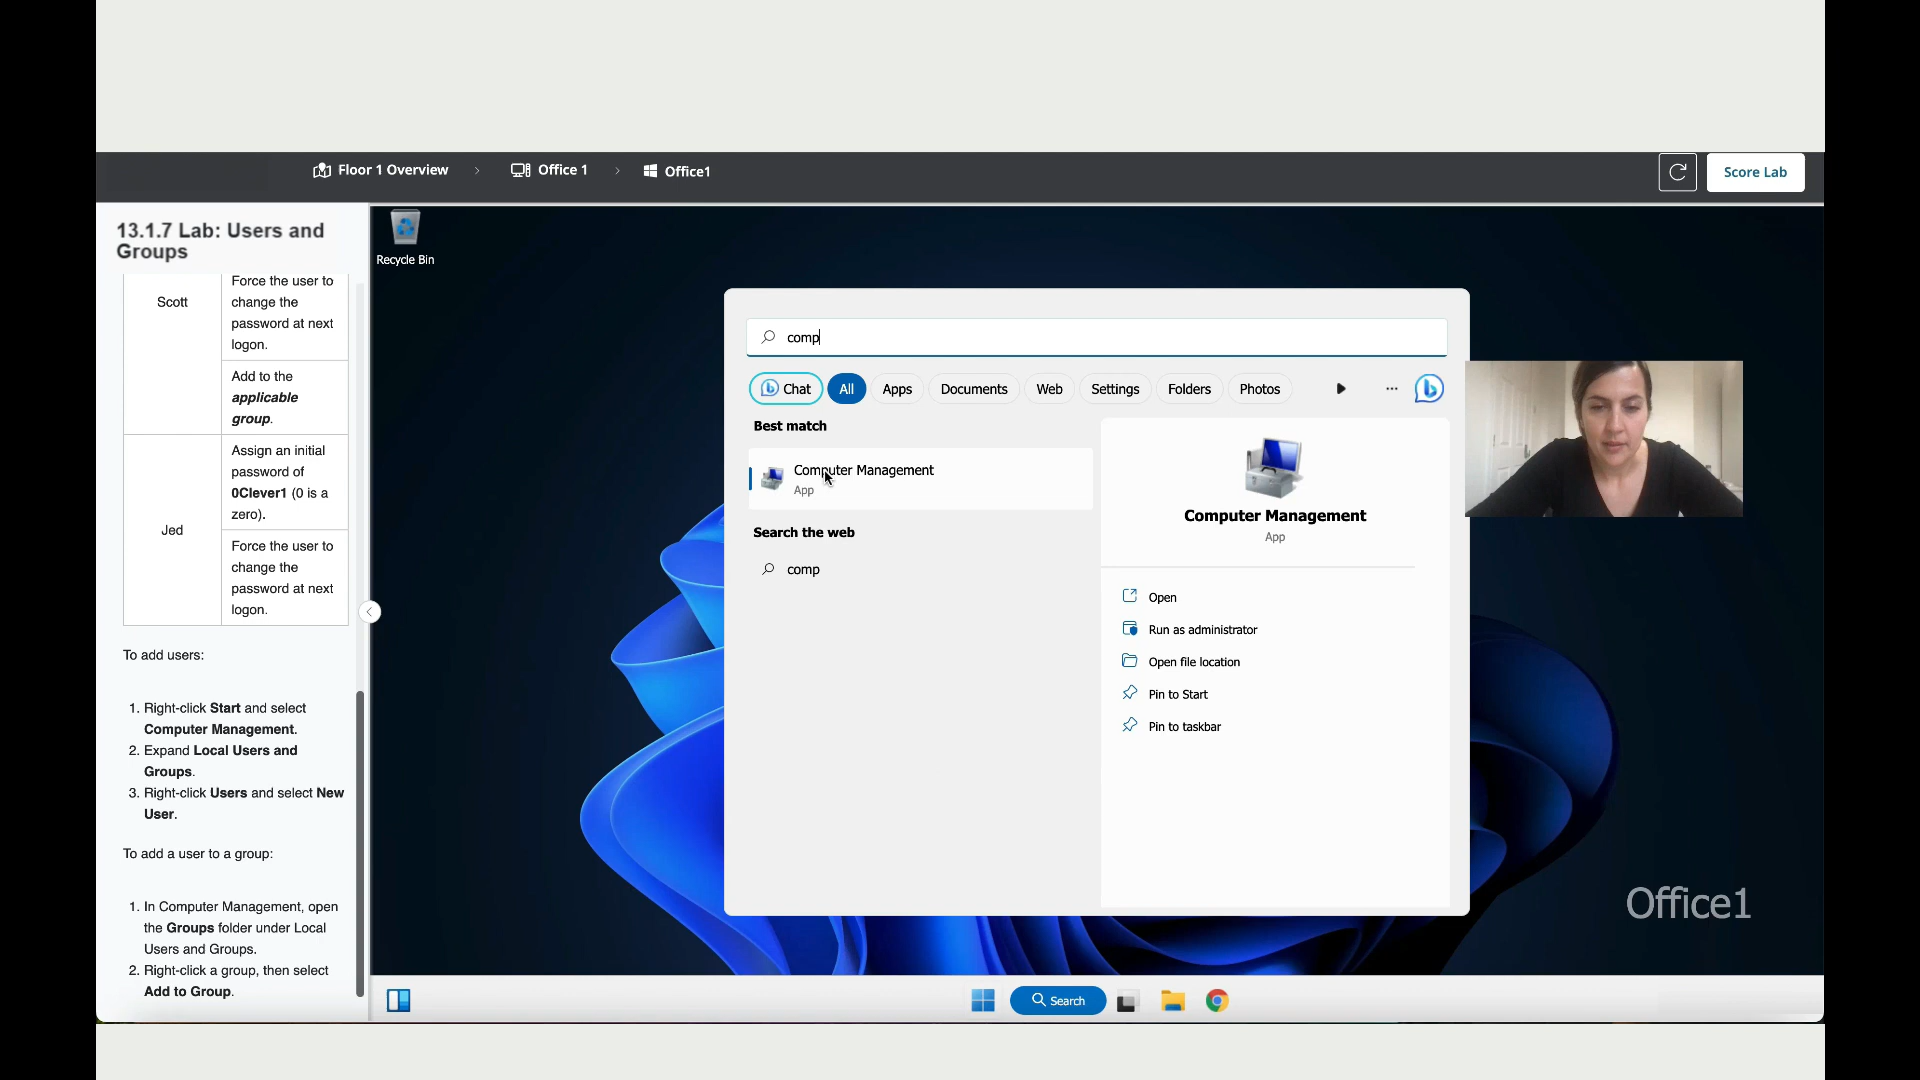 Floor 1 Overview
Office 1
Office1
Score Lab
13.1.7 Lab: Users and
Groups
Scott
Force the user to
change the
password at next
logon.
Add to the
applicable
group.
Jed
Assign an initial
password of
0Clever1 (0 is a
zero).
Force the user to
change the
password at next
logon.
To add users:
1. Right-click Start and select
Computer Management.
2. Expand Local Users and
Groups.
3. Right-click Users and select New
User.
To add a user to a group:
1. In Computer Management, open
the Groups folder under Local
Users and Groups.
2. Right-click a group, then select
Add to Group.
Recycle Bin
comp
Chat
All
Apps
Documents
Web
Settings
Folders
Photos
Best match
Computer Management
App
Search the web
comp
Computer Management
App
Open
Run as administrator
Open file location
Pin to Start
Pin to taskbar
Office1
Search